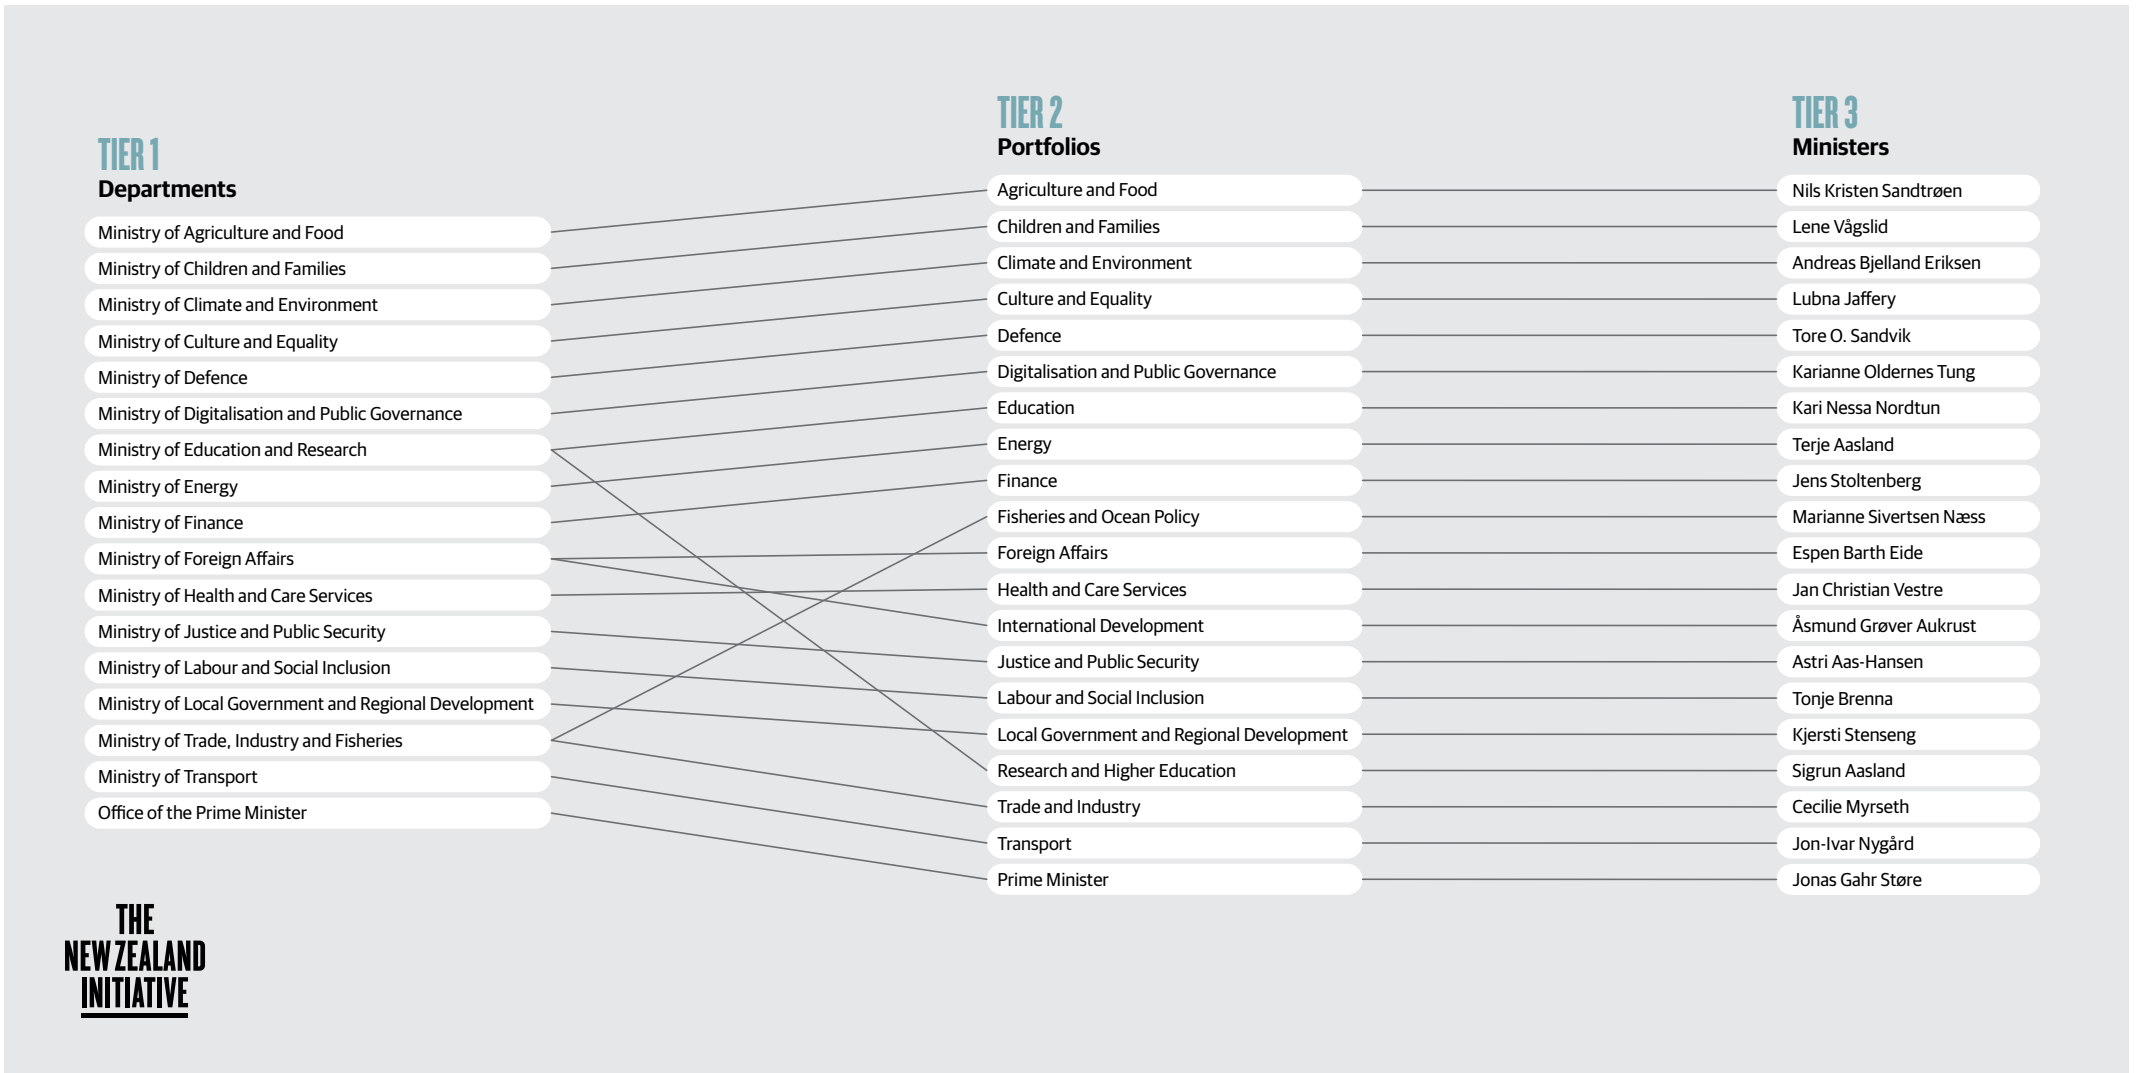 TIER 1
Departments
Ministry of Agriculture and Food
Ministry of Children and Families
Ministry of Climate and Environment
Ministry of Culture and Equality
Ministry of Defence
Ministry of Digitalisation and Public Governance
Ministry of Education and Research
Ministry of Energy
Ministry of Finance
Ministry of Foreign Affairs
Ministry of Health and Care Services
Ministry of Justice and Public Security
Ministry of Labour and Social Inclusion
Ministry of Local Government and Regional Development
Ministry of Trade, Industry and Fisheries
Ministry of Transport
Office of the Prime Minister
TIER 2
Portfolios
Agriculture and Food
Children and Families
Climate and Environment
Culture and Equality
Defence
Digitalisation and Public Governance
Education
Energy
Finance
Fisheries and Ocean Policy
Foreign Affairs
Health and Care Services
International Development
Justice and Public Security
Labour and Social Inclusion
Local Government and Regional Development
Research and Higher Education
Trade and Industry
Transport
Prime Minister
TIER 3
Ministers
Nils Kristen Sandtrøen
Lene Vågslid
Andreas Bjelland Eriksen
Lubna Jaffery
Tore O. Sandvik
Karianne Oldernes Tung
Kari Nessa Nordtun
Terje Aasland
Jens Stoltenberg
Marianne Sivertsen Næss
Espen Barth Eide
Jan Christian Vestre
Åsmund Grøver Aukrust
Astri Aas-Hansen
Tonje Brenna
Kjersti Stenseng
Sigrun Aasland
Cecilie Myrseth
Jon-Ivar Nygård
Jonas Gahr Støre
THE
NEW ZEALAND
INITIATIVE